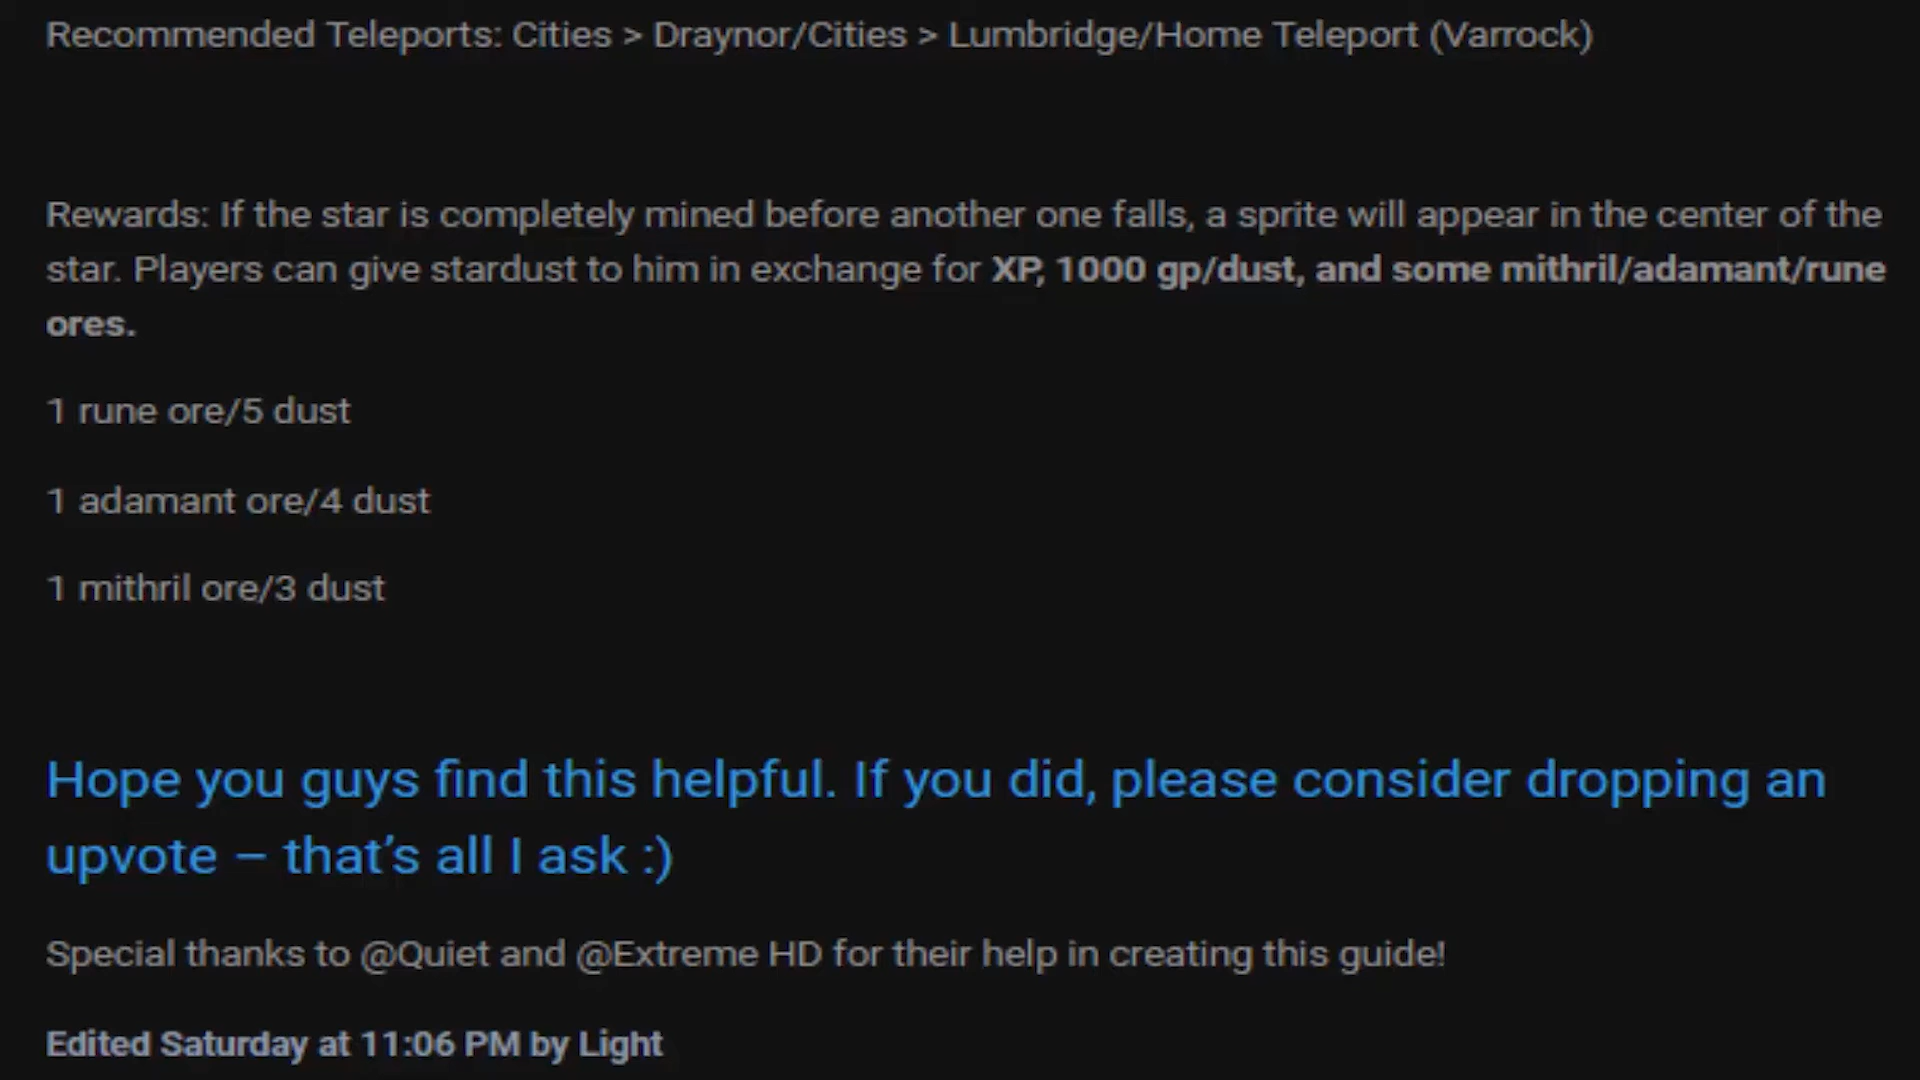 Recommended Teleports: Cities > Draynor/Cities > Lumbridge/Home Teleport (Varrock)
Rewards: If the star is completely mined before another one falls, a sprite will appear in the center of the
star. Players can give stardust to him in exchange for XP, 1000 gp/dust, and some mithril/adamant/rune
ores.
1 rune ore/5 dust
1 adamant ore/4 dust
1 mithril ore/3 dust
Hope you guys find this helpful. If you did, please consider dropping an
upvote – that’s all I ask :)
Special thanks to @Quiet and @Extreme HD for their help in creating this guide!
Edited Saturday at 11:06 PM by Light